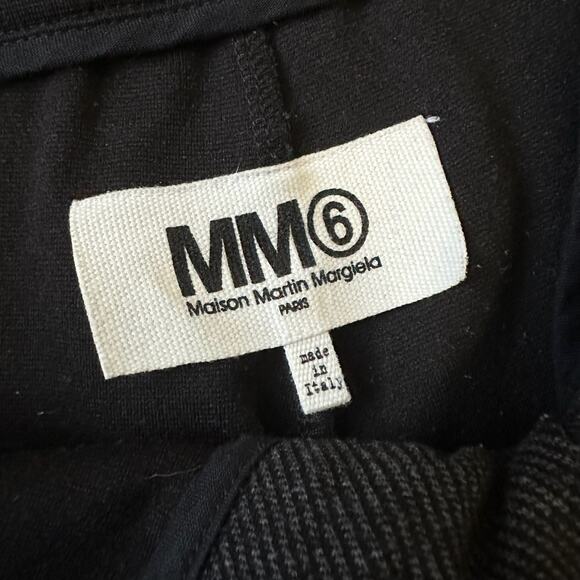 MM⑥
Maison Martin Margiela
PARIS
made
in
Italy